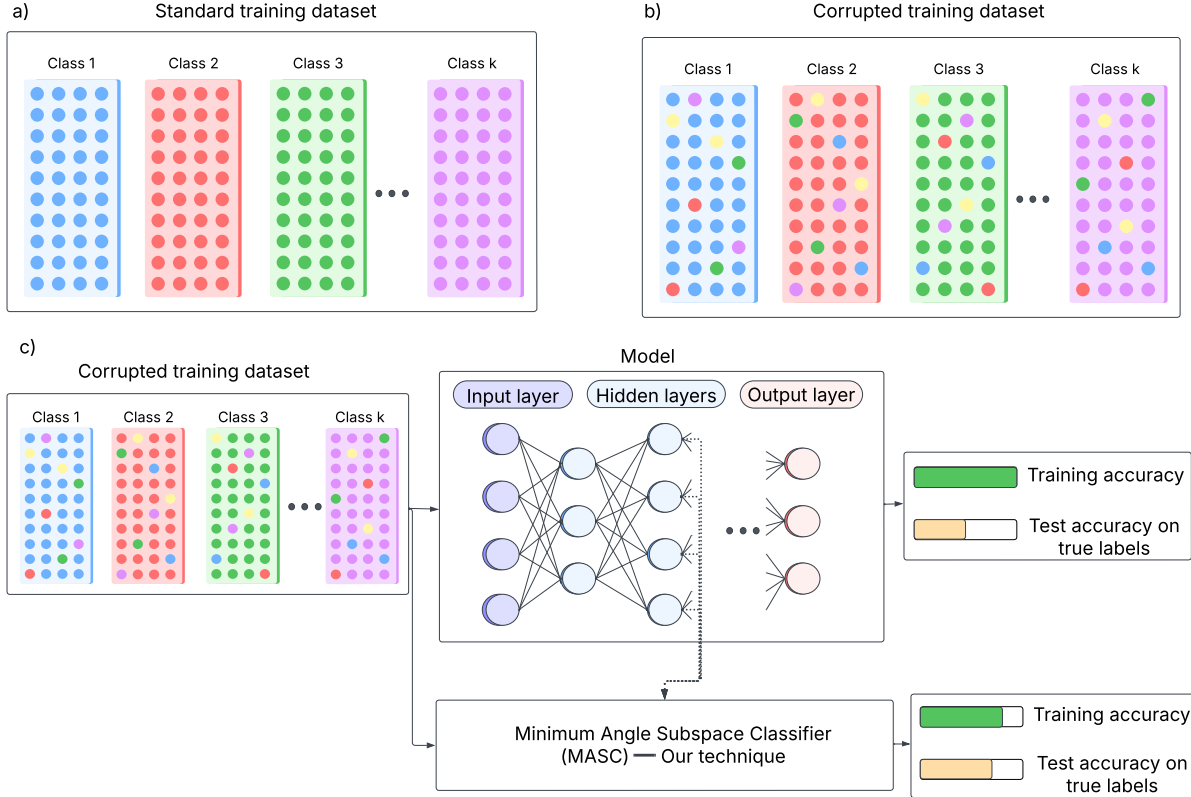 a)
Standard training dataset
Class 1
Class 2
Class 3
Class k
b)
Corrupted training dataset
Class 1
Class 2
Class 3
Class k
c)
Corrupted training dataset
Class 1
Class 2
Class 3
Class k
Model
Input layer
Hidden layers
Output layer
Training accuracy
Test accuracy on
true labels
Minimum Angle Subspace Classifier
(MASC) — Our technique
Training accuracy
Test accuracy on
true labels